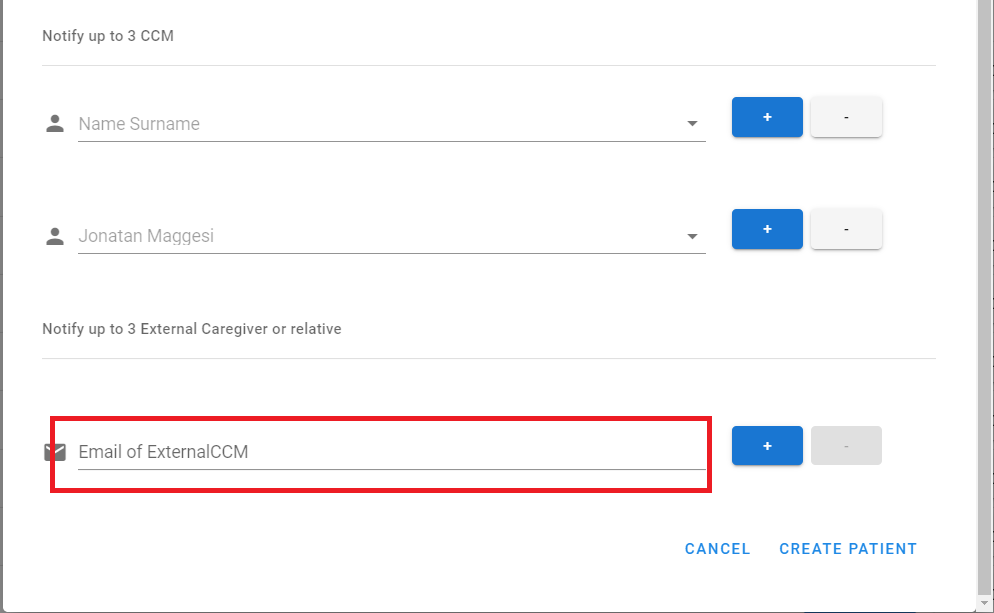 Notify up to 3 CCM
Name Surname
+ -
Jonatan Maggesi
+ -
Notify up to 3 External Caregiver or relative
Email of ExternalCCM
+ -
CANCEL CREATE PATIENT